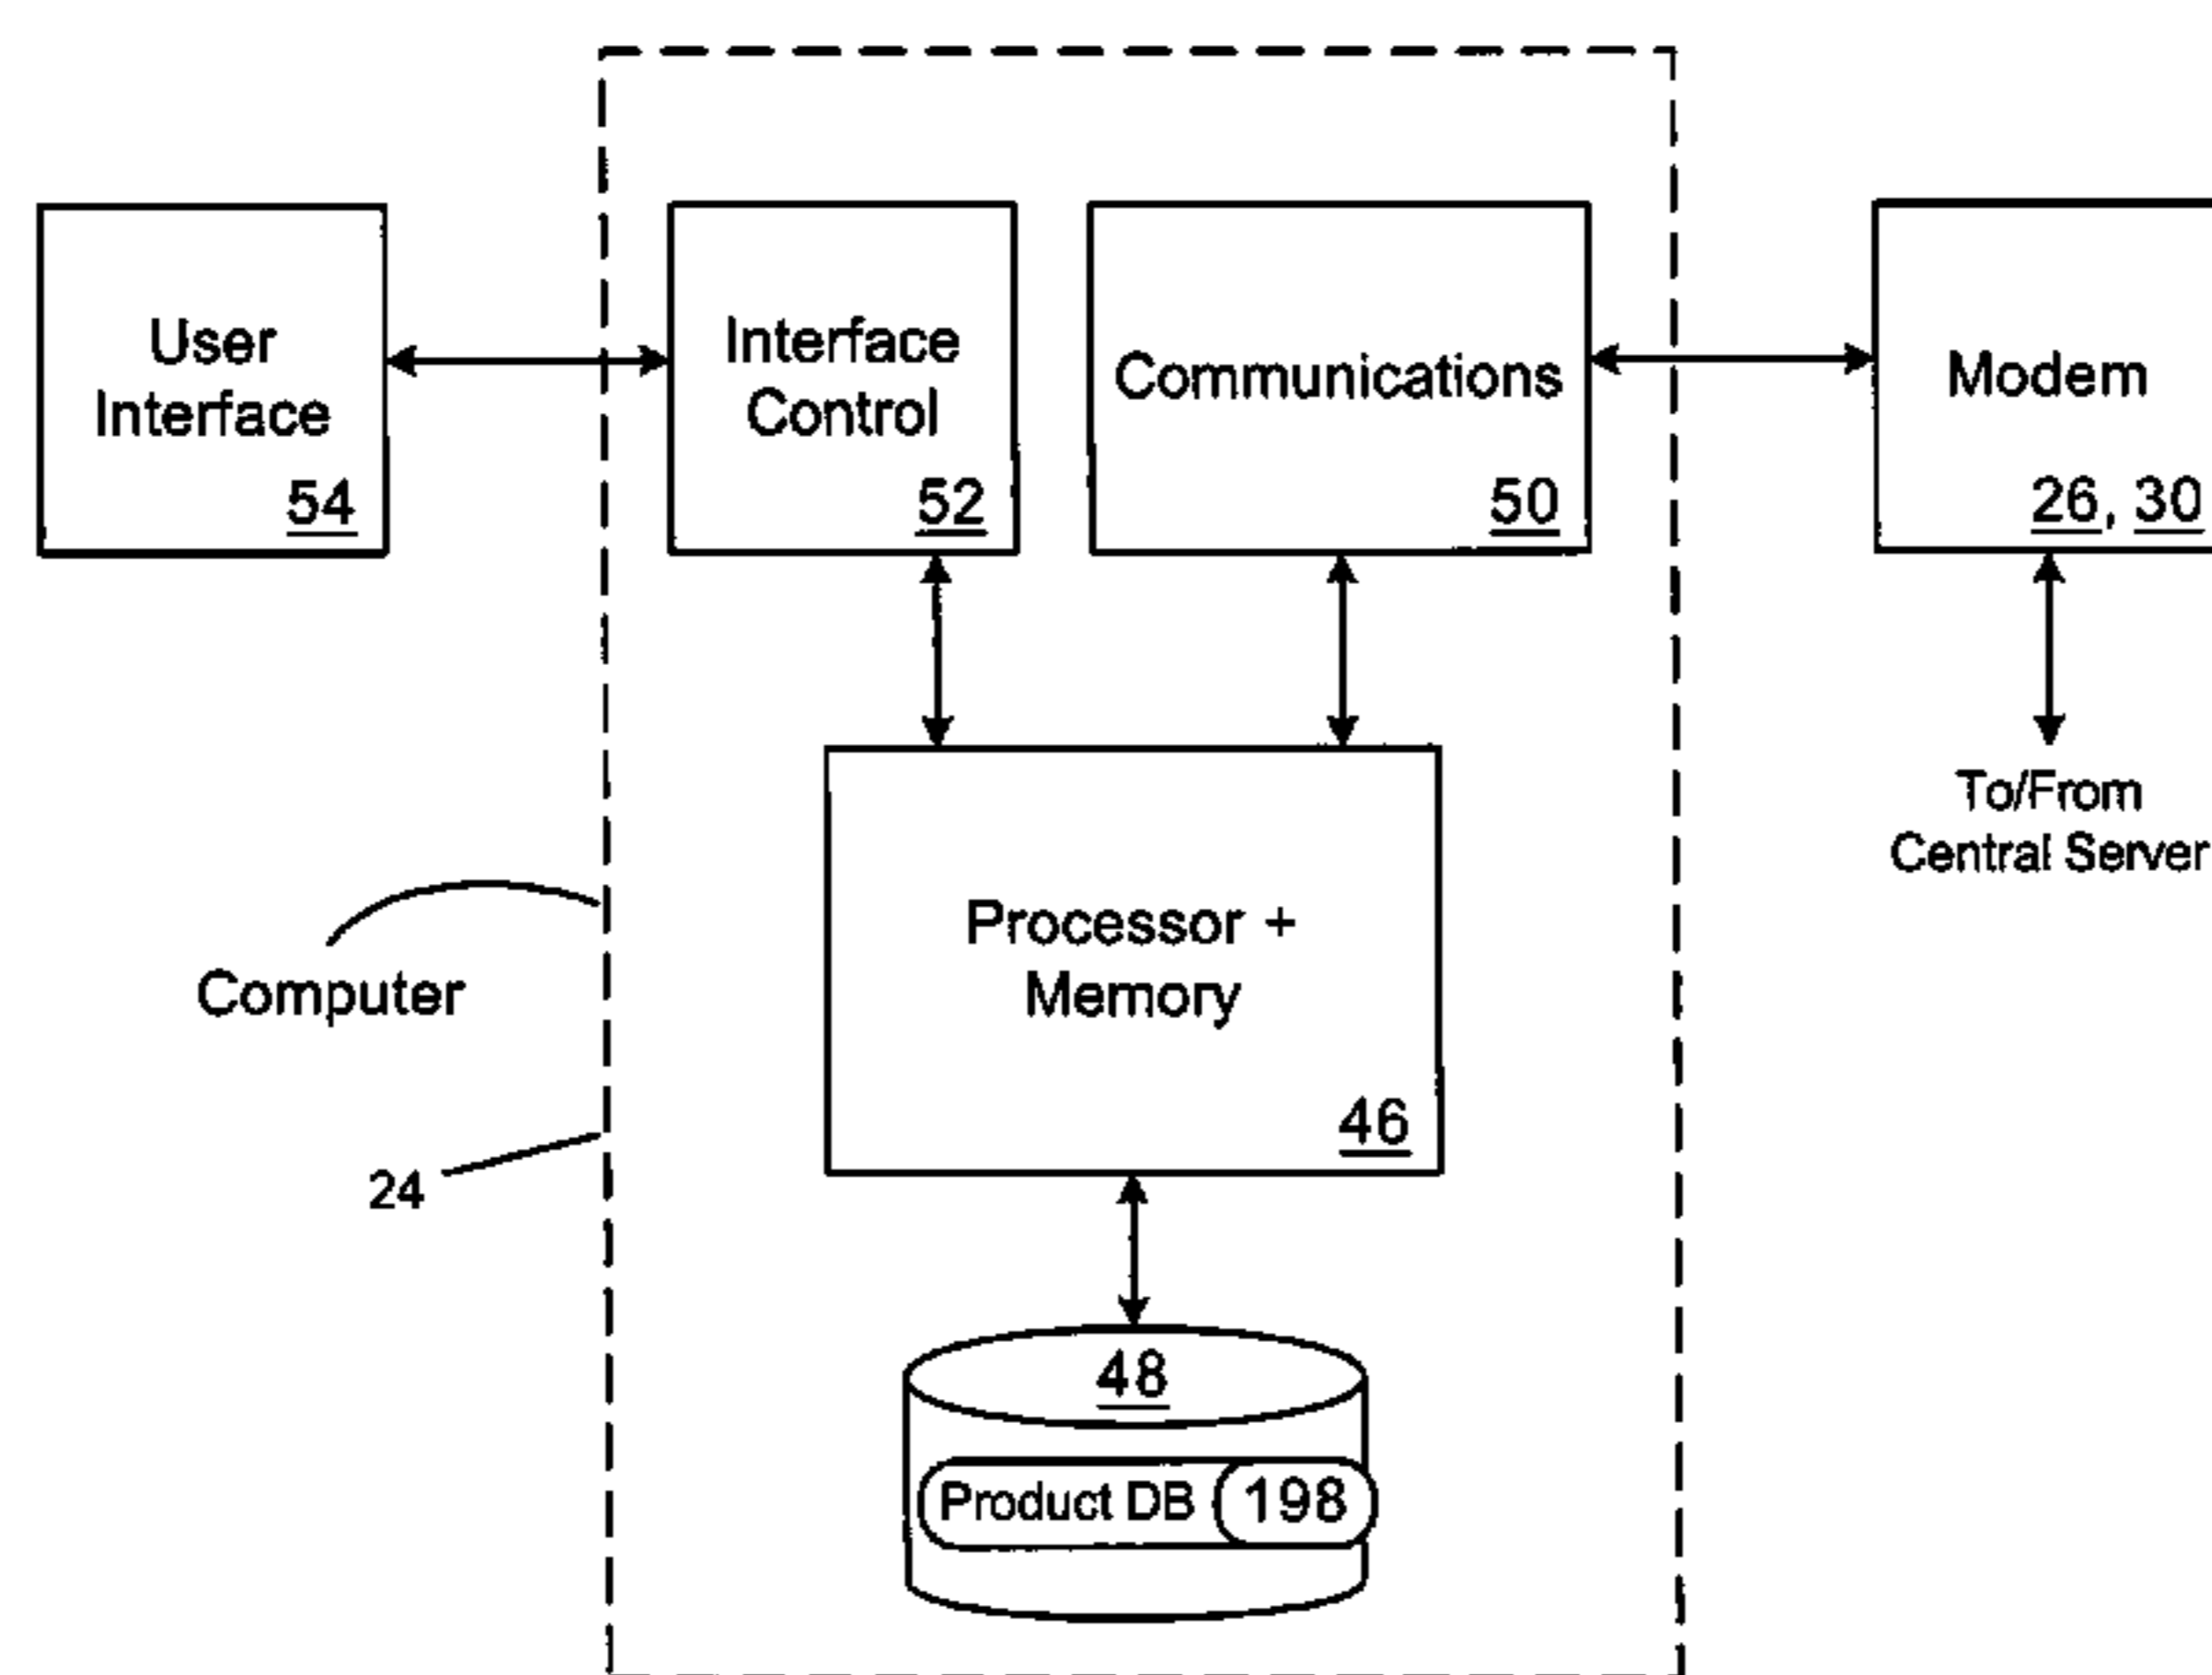 User
Interface
54
Interface
Control
52
Communications
50
Modem
26, 30
To/From
Central Server
Processor +
Memory
46
Computer
24
48
Product DB 198